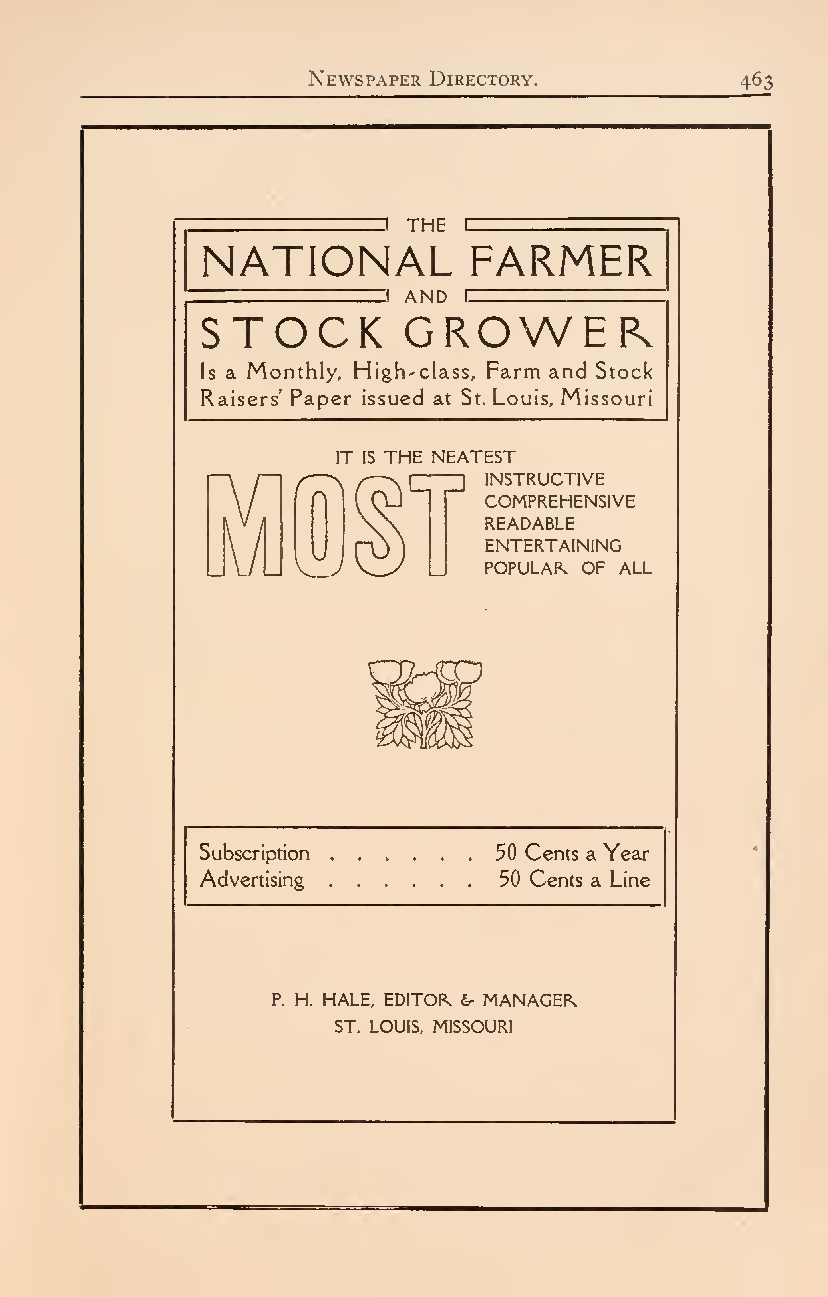 NEWSPAPER DIRECTORY. 463
THE
NATIONAL FARMER
AND
STOCK GROWER
Is a Monthly, High-class, Farm and Stock
Raisers' Paper issued at St. Louis, Missouri
IT IS THE NEATEST
MOST
INSTRUCTIVE
COMPREHENSIVE
READABLE
ENTERTAINING
POPULAR OF ALL
Subscription . . . . . . 50 Cents a Year
Advertising . . . . . . 50 Cents a Line
P. H. HALE, EDITOR & MANAGER
ST. LOUIS, MISSOURI